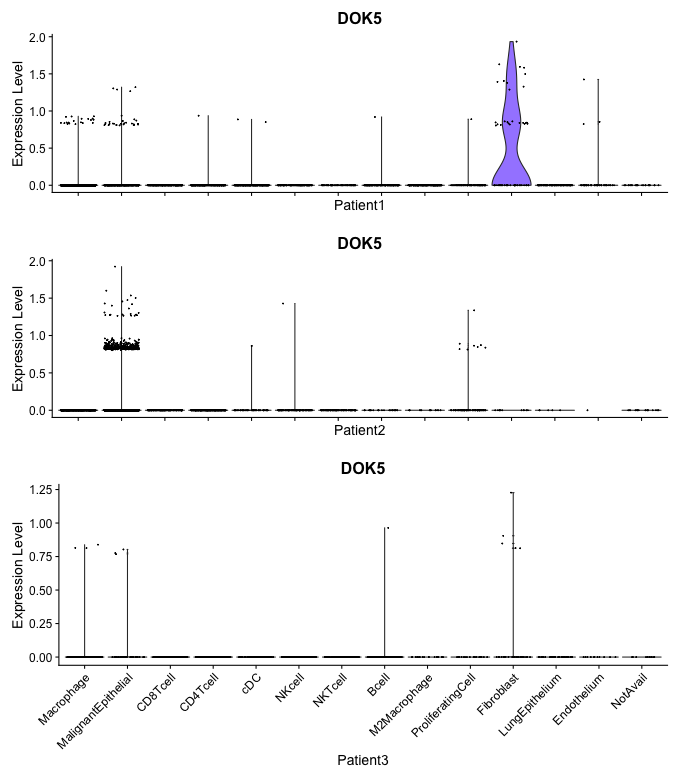 DOK5
Expression Level
2.0
1.5
1.0
0.5
0.0
Patient1
DOK5
Expression Level
2.0
1.5
1.0
0.5
0.0
Patient2
DOK5
Expression Level
1.25
1.00
0.75
0.50
0.25
0.00
Macrophage
MalignantEpithelial
CD8Tcell
CD4Tcell
cDC
NKcell
NKTcell
Bcell
M2Macrophage
ProliferatingCell
Fibroblast
LungEpithelium
Endothelium
NotAvail
Patient3